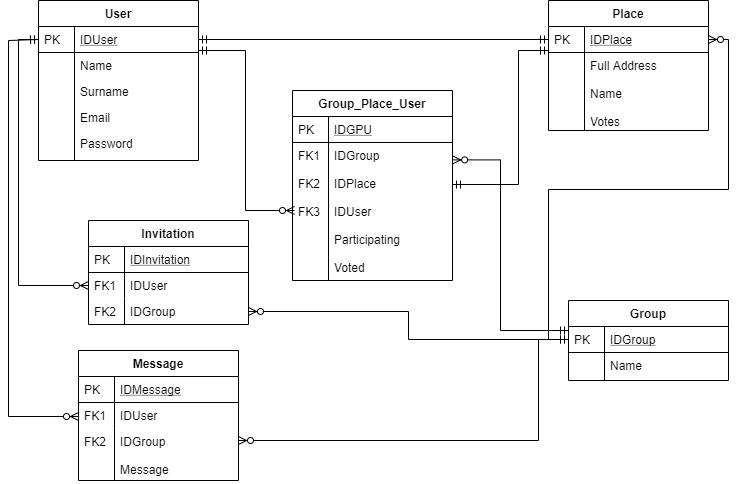 User
PK IDUser
Name
Surname
Email
Password
Place
PK IDPlace
Full Address
Name
Votes
Group_Place_User
PK IDGPU
FK1 IDGroup
FK2 IDPlace
FK3 IDUser
Participating
Voted
Invitation
PK IDInvitation
FK1 IDUser
FK2 IDGroup
Group
PK IDGroup
Name
Message
PK IDMessage
FK1 IDUser
FK2 IDGroup
Message